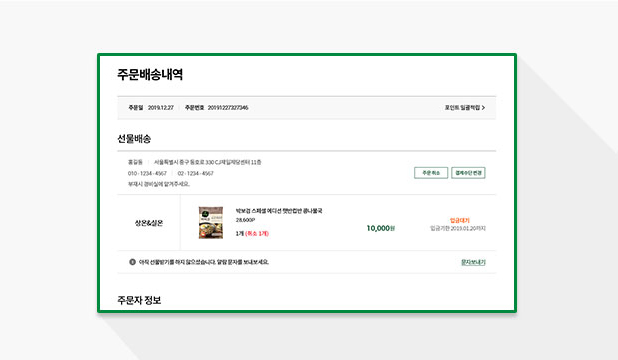 주문배송내역
주문일 2019.12.27 주문번호 20191227327346 포인트 일괄적립 >
선물배송
홍길동 서울특별시 중구 동호로 330 CJ제일제당센터 11층
010 - 1234 - 4567 02 - 1234 - 4567
주문 취소 결제수단 변경
부재시 경비실에 맡겨주세요.
상온&실온
박보검 스페셜 에디션 햇반컵반 콩나물국
28,600P
1개 (취소 1개)
10,000원
입금대기
입금기한 2019.01.20까지
아직 선물받기를 하지 않으셨습니다. 알람 문자를 보내보세요. 문자보내기
주문자 정보